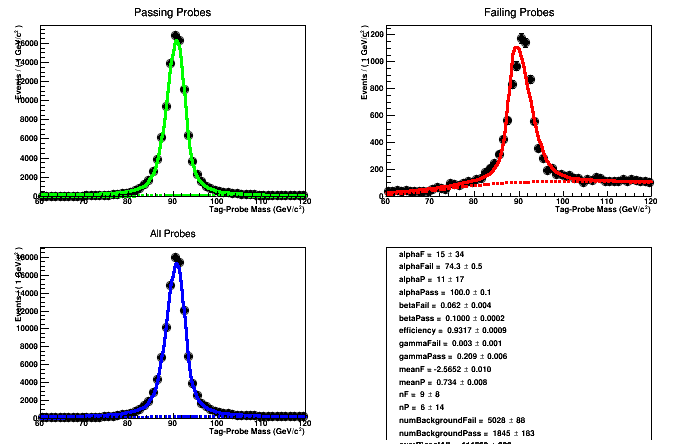 Passing Probes
Events / ( 1 GeV/c² )
16000
14000
12000
10000
8000
6000
4000
2000
0
60 70 80 90 100 110 120
Tag-Probe Mass (GeV/c²)
Failing Probes
Events / ( 1 GeV/c² )
1200
1000
800
600
400
200
60 70 80 90 100 110 120
Tag-Probe Mass (GeV/c²)
All Probes
Events / ( 1 GeV/c² )
18000
16000
14000
12000
10000
8000
6000
4000
2000
0
60 70 80 90 100 110 120
Tag-Probe Mass (GeV/c²)
alphaF = 15 ± 34
alphaFail = 74.3 ± 0.5
alphaP = 11 ± 17
alphaPass = 100.0 ± 0.1
betaFail = 0.062 ± 0.004
betaPass = 0.1000 ± 0.0002
efficiency = 0.9317 ± 0.0009
gammaFail = 0.003 ± 0.001
gammaPass = 0.209 ± 0.006
meanF = -2.5652 ± 0.010
meanP = 0.734 ± 0.008
nF = 9 ± 8
nP = 6 ± 14
numBackgroundFail = 5028 ± 88
numBackgroundPass = 1845 ± 183